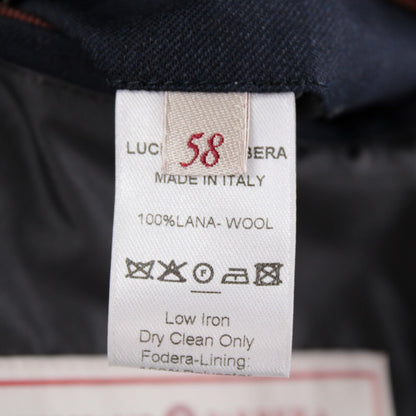 58
LUC BERA
MADE IN ITALY
100%LANA- WOOL
F
Low Iron
Dry Clean Only
Fodera-Lining: